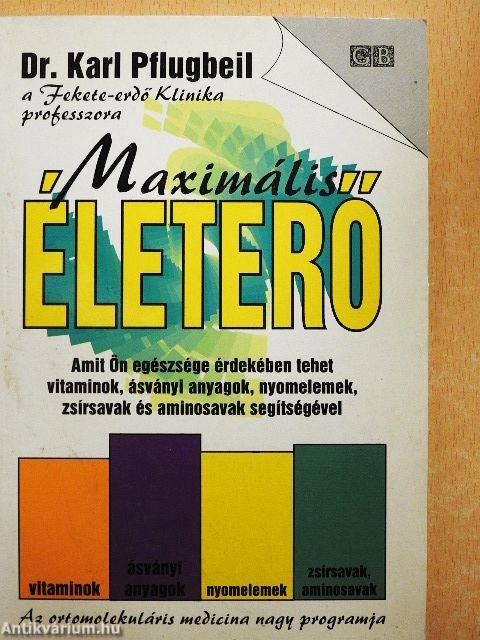 Dr. Karl Pflugbeil
a Fekete-erdő Klinika
professzora
GB
Maximális
ÉLETERŐ
Amit Ön egészsége érdekében tehet
vitaminok, ásványi anyagok, nyomelemek,
zsírsavak és aminosavak segítségével
vitaminok
ásványi
anyagok
nyomelemek
zsírsavak,
aminosavak
Az ortomolekuláris medicina nagy programja
Antikvarium.hu